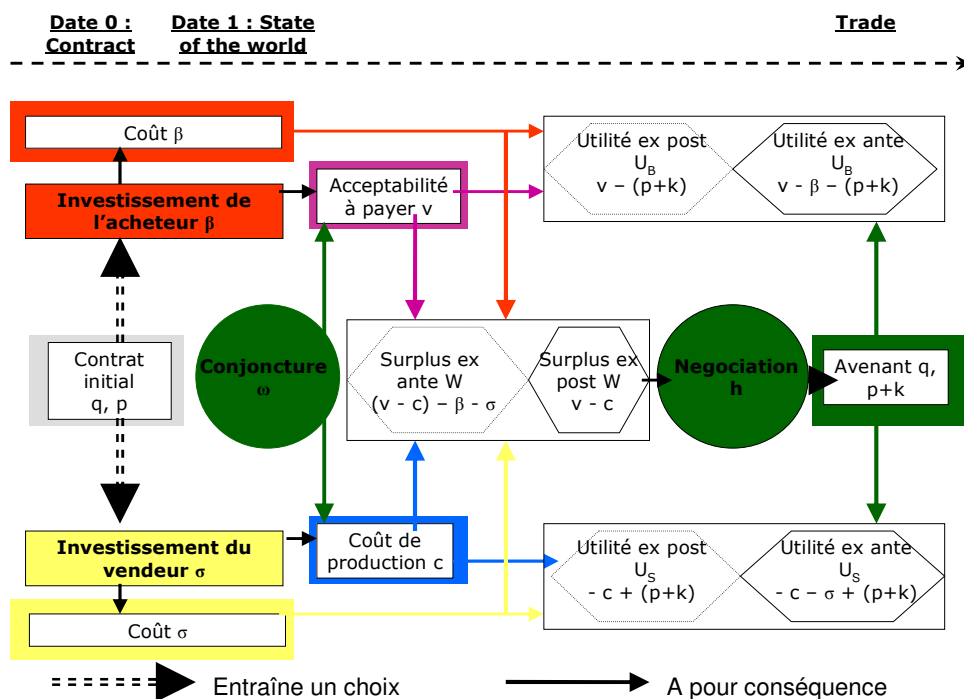 Date 0 :
Contract
Date 1 : State
of the world
Trade
Coût β
Investissement de
l'acheteur β
Acceptabilité
à payer v
Utilité ex post
U_B
v – (p+k)
Utilité ex ante
U_B
v - β – (p+k)
Contrat
initial
q, p
Conjoncture
ω
Surplus ex
ante W
(v - c) – β - σ
Surplus ex
post W
v - c
Negociation
h
Avenant q,
p+k
Investissement du
vendeur σ
Coût de
production c
Utilité ex post
U_S
- c + (p+k)
Utilité ex ante
U_S
- c – σ + (p+k)
Coût σ
Entraîne un choix
A pour conséquence